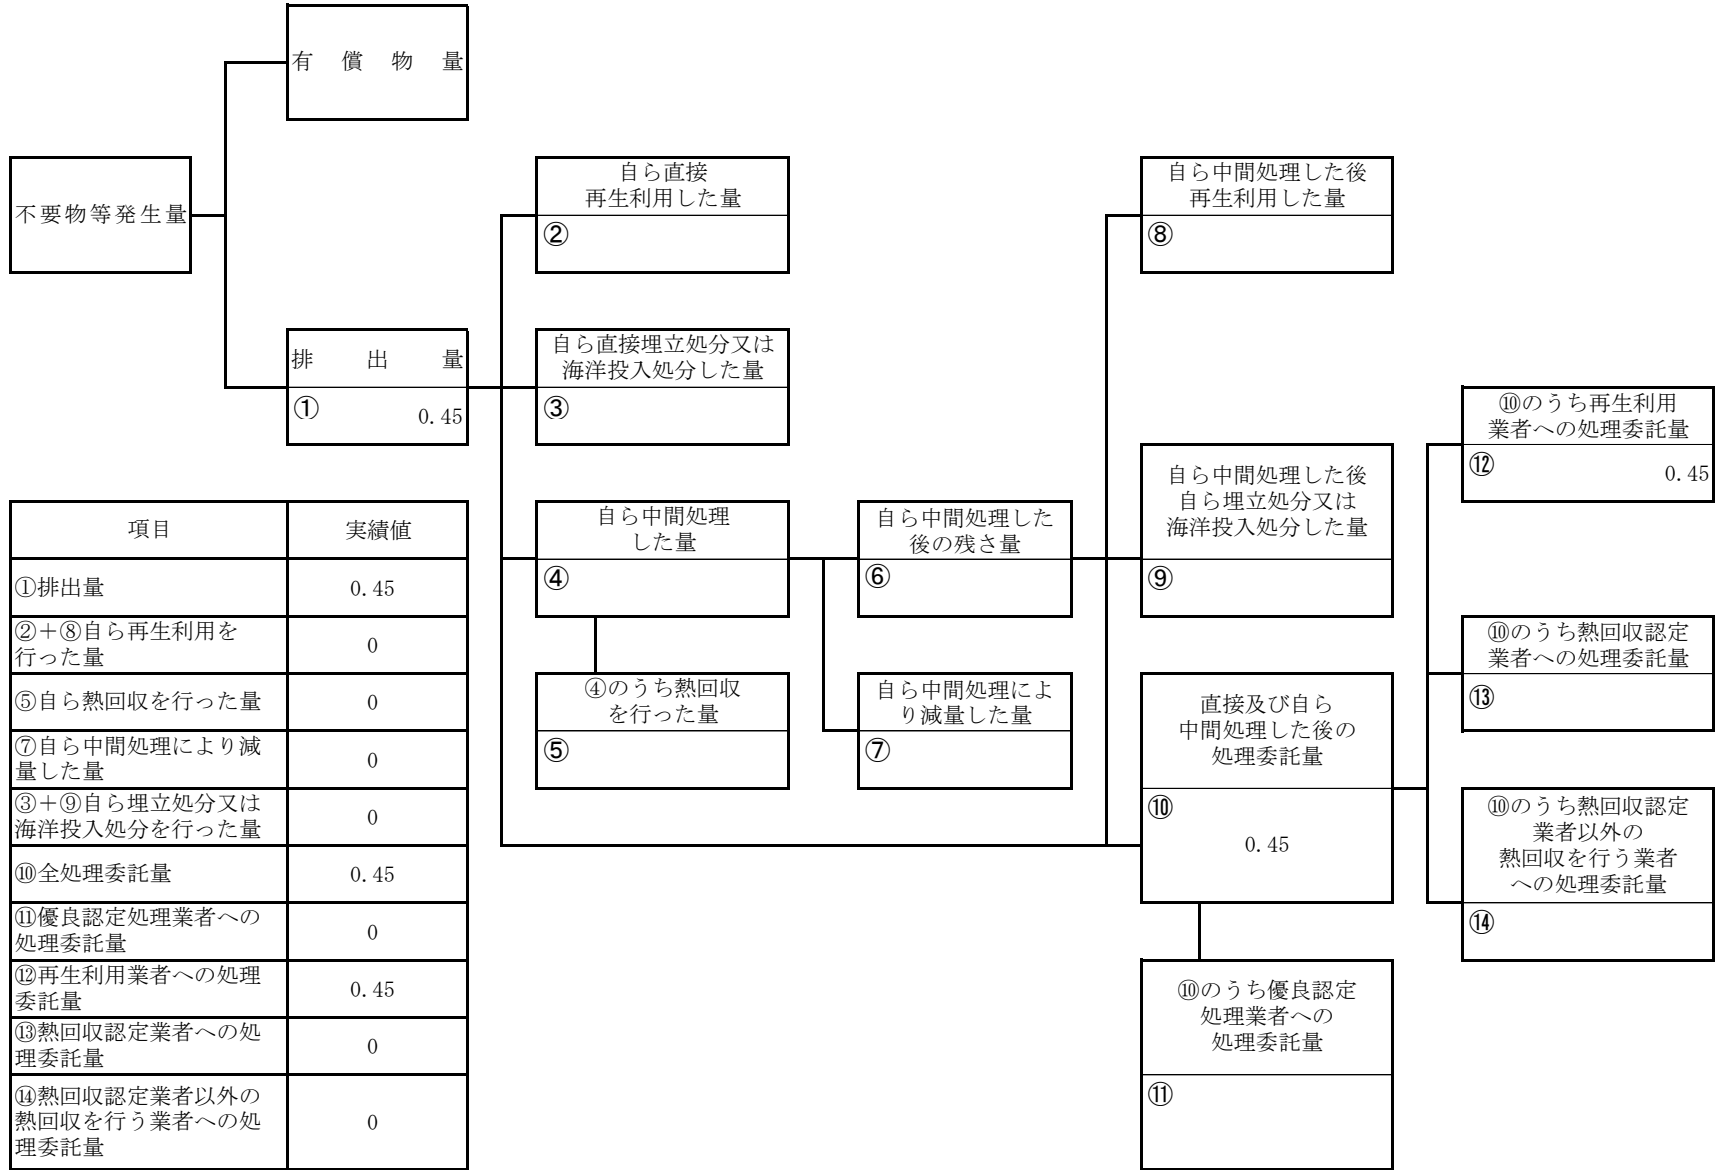 有償物量
不要物等発生量
排出量
①
0.45
自ら直接
再生利用した量
②
自ら直接埋立処分又は
海洋投入処分した量
③
自ら中間処理
した量
④
④のうち熱回収
を行った量
⑤
自ら中間処理した
後の残さ量
⑥
自ら中間処理によ
り減量した量
⑦
自ら中間処理した後
再生利用した量
⑧
自ら中間処理した後
自ら埋立処分又は
海洋投入処分した量
⑨
直接及び自ら
中間処理した後の
処理委託量
⑩
0.45
⑩のうち優良認定
処理業者への
処理委託量
⑪
⑩のうち再生利用
業者への処理委託量
⑫
0.45
⑩のうち熱回収認定
業者への処理委託量
⑬
⑩のうち熱回収認定
業者以外の
熱回収を行う業者
への処理委託量
⑭
項目 実績値
①排出量 0.45
②+⑧自ら再生利用を
行った量 0
⑤自ら熱回収を行った量 0
⑦自ら中間処理により減
量した量 0
③+⑨自ら埋立処分又は
海洋投入処分を行った量 0
⑩全処理委託量 0.45
⑪優良認定処理業者への
処理委託量 0
⑫再生利用業者への処理
委託量 0.45
⑬熱回収認定業者への処
理委託量 0
⑭熱回収認定業者以外の
熱回収を行う業者への処
理委託量 0